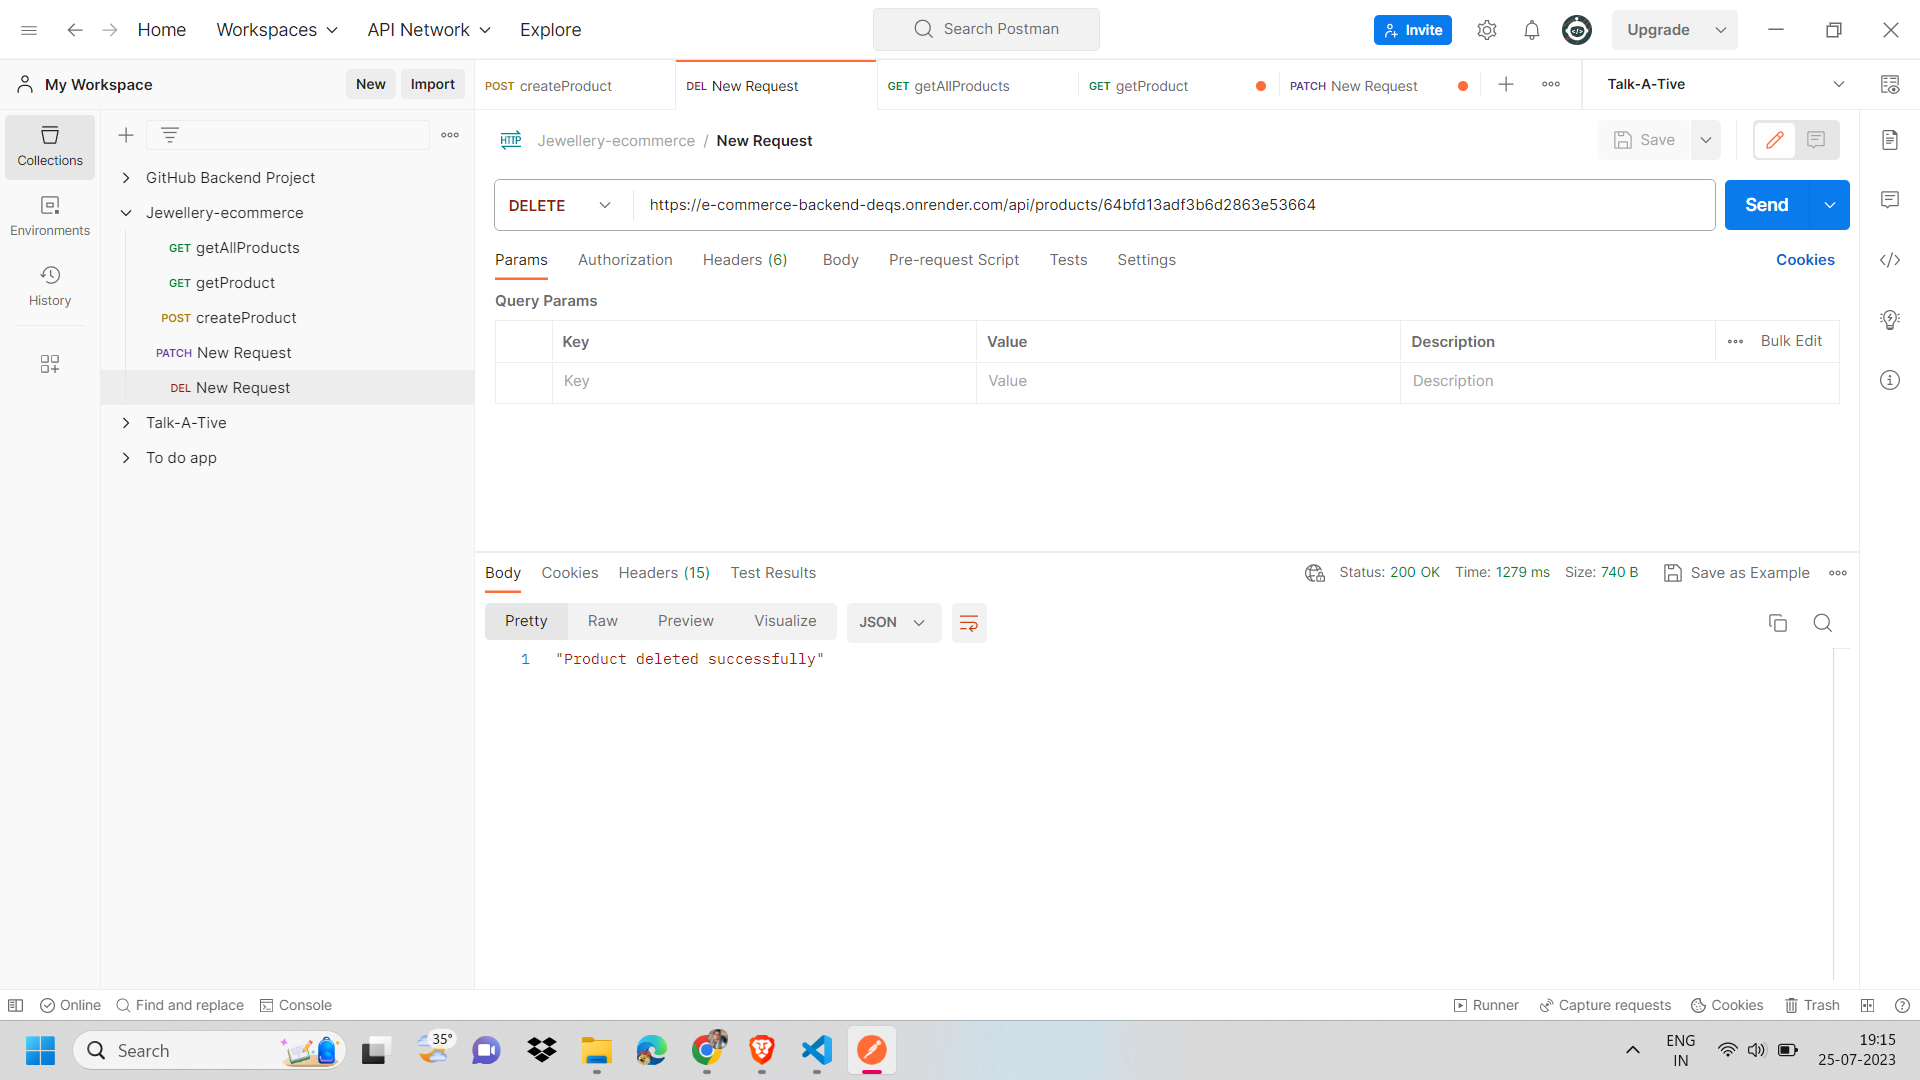 Home
Workspaces
API Network
Explore
Search Postman
Invite
Upgrade
My Workspace
New
Import
POST createProduct
DEL New Request
GET getAllProducts
GET getProduct
PATCH New Request
Talk-A-Tive
Collections
Environments
History
GitHub Backend Project
Jewellery-ecommerce
GET getAllProducts
GET getProduct
POST createProduct
PATCH New Request
DEL New Request
Talk-A-Tive
To do app
HTTP Jewellery-ecommerce / New Request
Save
DELETE
https://e-commerce-backend-deqs.onrender.com/api/products/64bfd13adf3b6d2863e53664
Send
Params
Authorization
Headers (6)
Body
Pre-request Script
Tests
Settings
Cookies
Query Params
Key
Value
Description
Bulk Edit
Key
Value
Description
Body
Cookies
Headers (15)
Test Results
Status: 200 OK
Time: 1279 ms
Size: 740 B
Save as Example
Pretty
Raw
Preview
Visualize
JSON
1 "Product deleted successfully"
Online
Find and replace
Console
Runner
Capture requests
Cookies
Trash
Search
35°
ENG
IN
19:15
25-07-2023